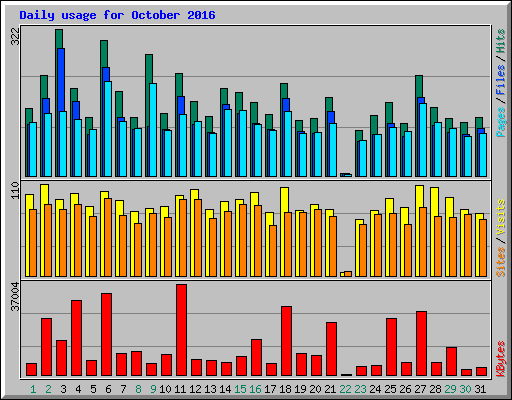 Daily usage for October 2016
322
Pages / Files / Hits
110
Sites / Visits
37004
KBytes
1 2 3 4 5 6 7 8 9 10 11 12 13 14 15 16 17 18 19 20 21 22 23 24 25 26 27 28 29 30 31